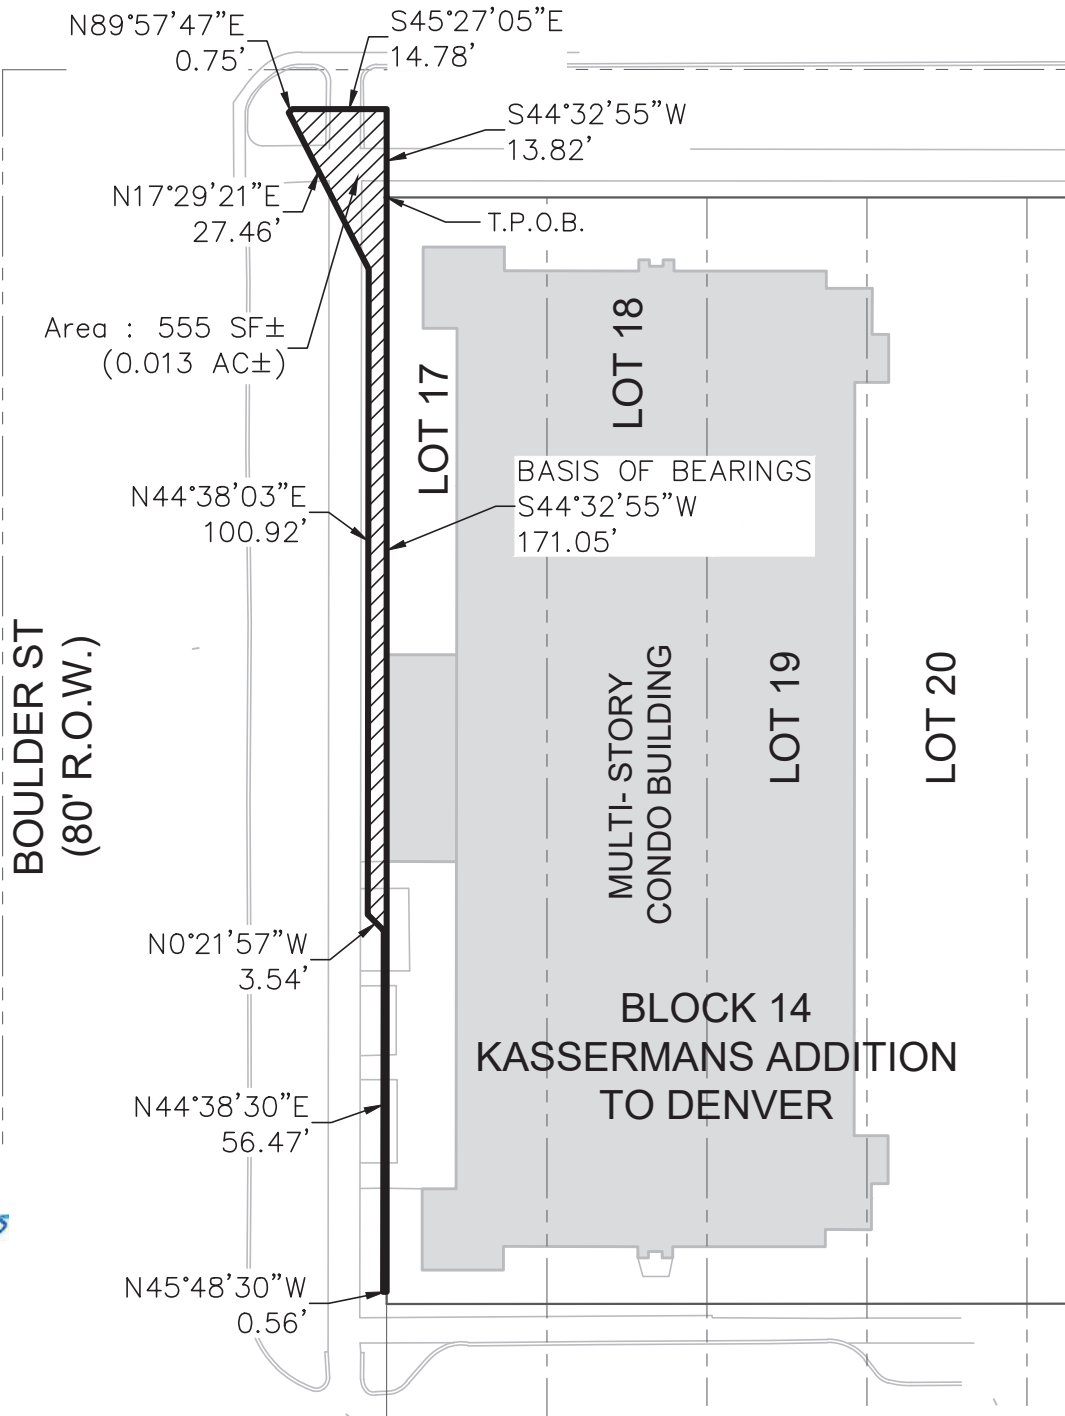 N89°57'47"E
0.75'
S45°27'05"E
14.78'
S44°32'55"W
13.82'
N17°29'21"E
27.46'
T.P.O.B.
Area : 555 SF±
(0.013 AC±)
LOT 17
LOT 18
BASIS OF BEARINGS
S44°32'55"W
171.05'
N44°38'03"E
100.92'
BOULDER ST
(80' R.O.W.)
MULTI- STORY
CONDO BUILDING
LOT 19
LOT 20
N0°21'57"W
3.54'
BLOCK 14
KASSERMANS ADDITION
TO DENVER
N44°38'30"E
56.47'
N45°48'30"W
0.56'